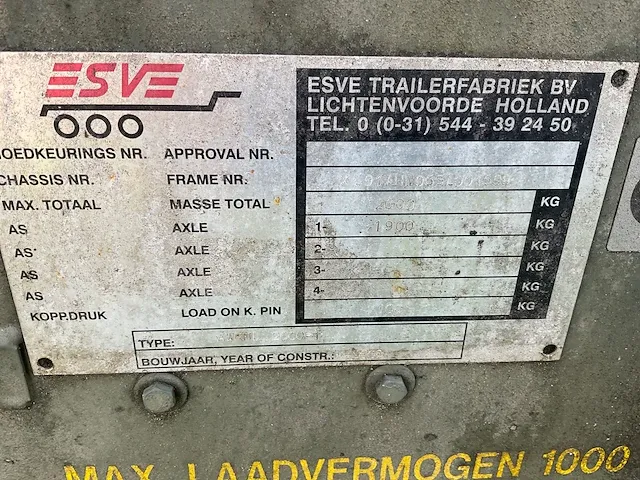 ESVE
ESVE TRAILERFABRIEK BV
LICHTENVOORDE HOLLAND
TEL. 0 (0-31) 544 - 39 24 50
OEDKEURINGS NR. APPROVAL NR.
CHASSIS NR. FRAME NR.
MAX. TOTAAL MASSE TOTAL KG
AS AXLE 1- 1900 KG
AS AXLE 2- KG
AS AXLE 3- KG
AS AXLE 4- KG
KOPP.DRUK LOAD ON K. PIN KG
TYPE:
BOUWJAAR, YEAR OF CONSTR.:
MAX. LAADVERMOGEN 1000